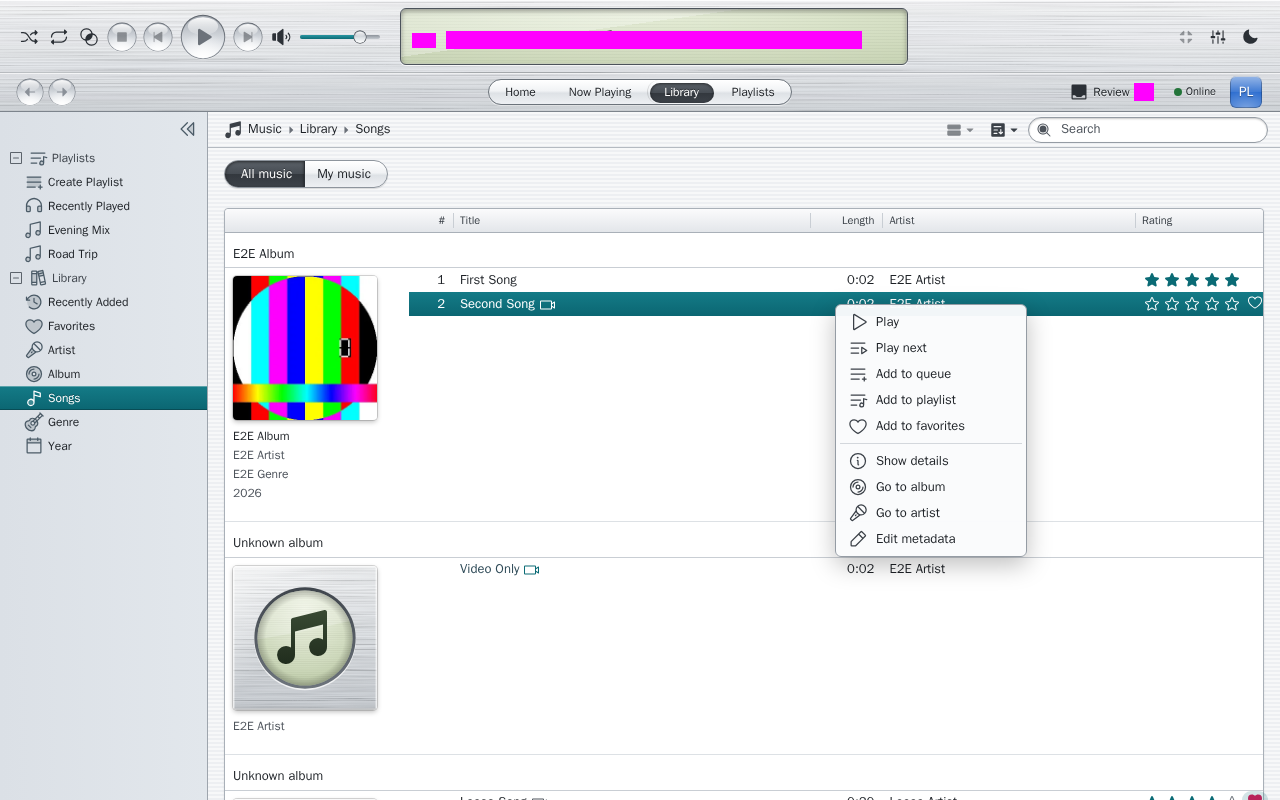 Home Now Playing Library Playlists
Review Online PL
Music Library Songs
Search
Playlists
Create Playlist
Recently Played
Evening Mix
Road Trip
Library
Recently Added
Favorites
Artist
Album
Songs
Genre
Year
All music My music
# Title Length Artist Rating
E2E Album
1 First Song 0:02 E2E Artist
2 Second Song 0:02 E2E Artist
E2E Album
E2E Artist
E2E Genre
2026
Play
Play next
Add to queue
Add to playlist
Add to favorites
Show details
Go to album
Go to artist
Edit metadata
Unknown album
Video Only 0:02 E2E Artist
E2E Artist
Unknown album